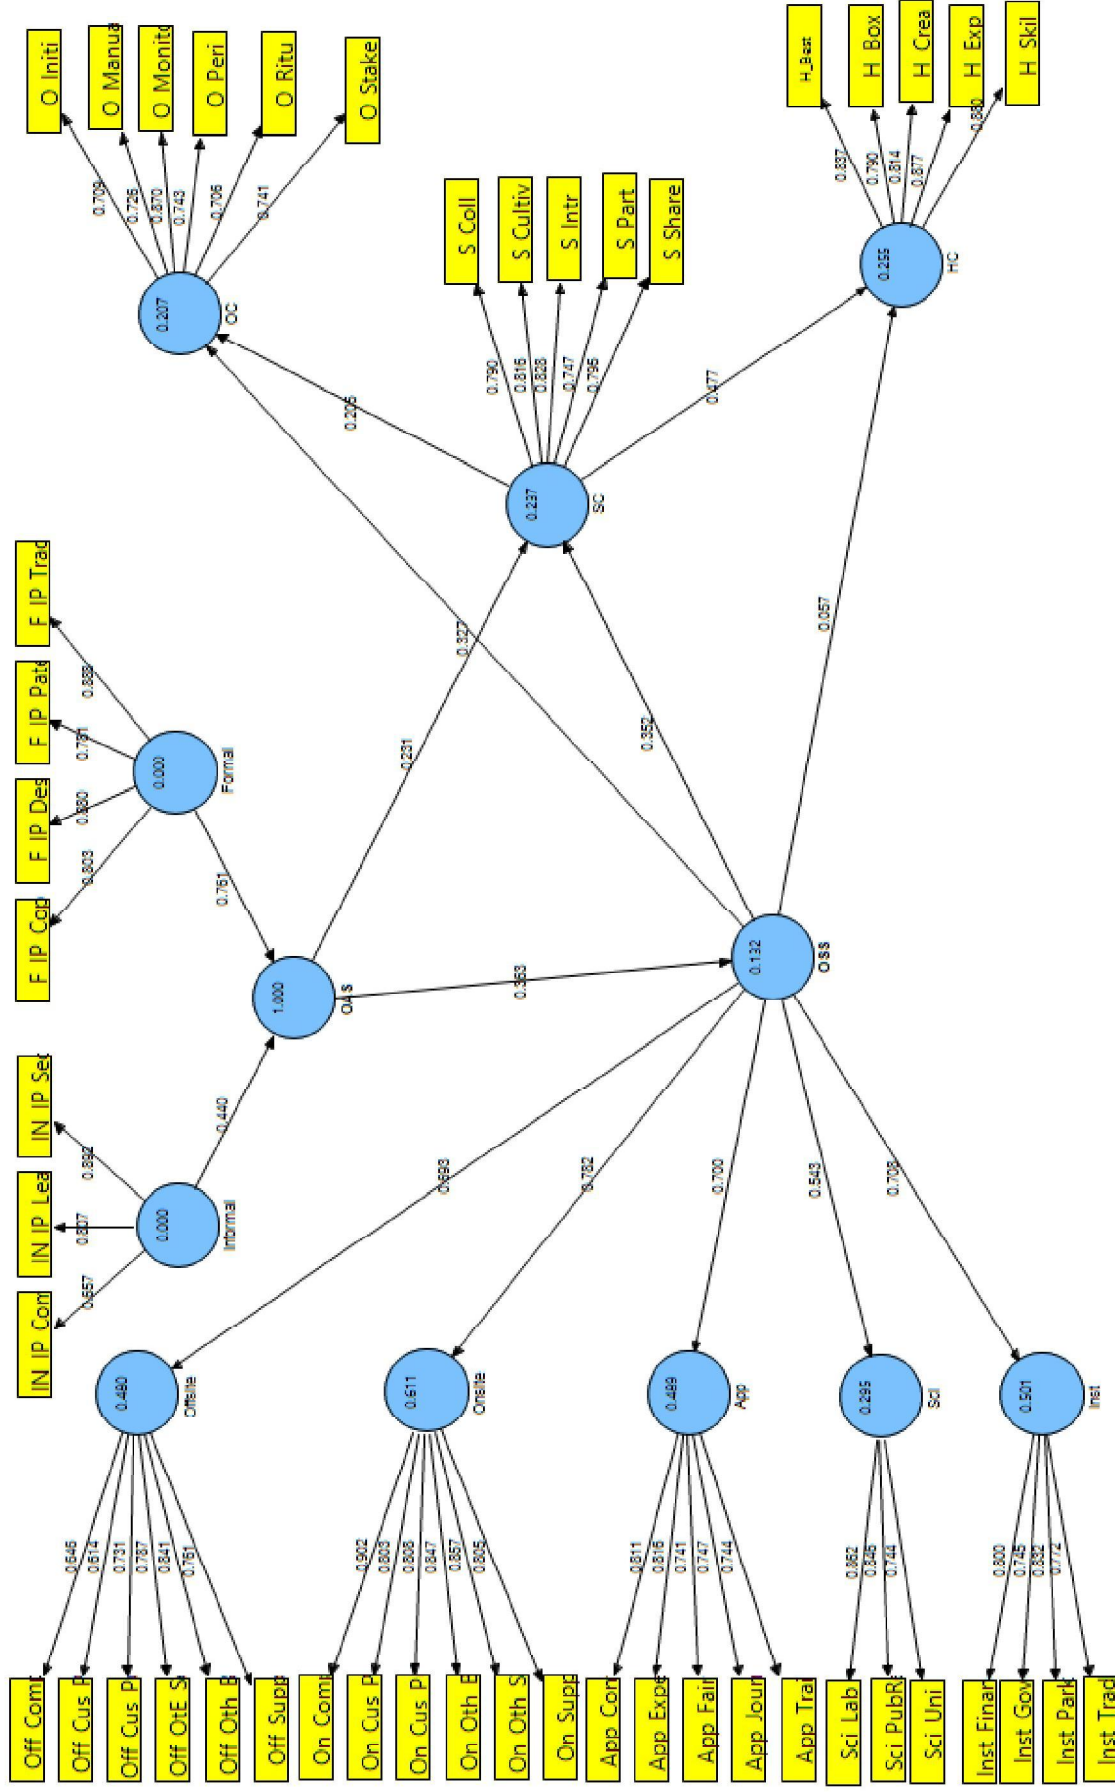 IN IP Com
IN IP Lea
IN IP Sec
F IP Cop
F IP Des
F IP Pate
F IP Trad
0.657
0.807
0.892
0.803
0.880
0.781
0.000
Informal
0.000
Formal
0.440
0.761
1.000
OAS
0.363
0.231
O Initi
O Manua
O Monito
O Peri
O Ritu
O Stake
0.709
0.726
0.870
0.743
0.706
0.741
0.207
OC
0.205
0.327
S Coll
S Cultiv
S Intr
S Part
S Share
0.790
0.816
0.828
0.747
0.795
0.237
SC
0.352
0.477
0.057
0.132
OSS
H_Best
H Box
H Crea
H Exp
H Skil
0.837
0.790
0.814
0.877
0.880
0.255
HC
0.693
0.782
0.700
0.543
0.708
Off Comp
Off Cus P
Off Cus P
Off OtE S
Off Oth B
Off Supp
0.646
0.614
0.731
0.787
0.841
0.761
0.480
Offsite
On Comp
On Cus P
On Cus P
On Oth B
On Oth S
On Supp
0.902
0.803
0.847
0.857
0.805
0.611
Onsite
App Con
App Expe
App Fair
App Jour
App Trai
0.811
0.816
0.741
0.747
0.744
0.489
App
Sci Lab
Sci PubRe
Sci Uni
0.862
0.846
0.744
0.295
Sci
Inst Finan
Inst Gov
Inst Park
Inst Trad
0.800
0.745
0.832
0.772
0.501
Inst